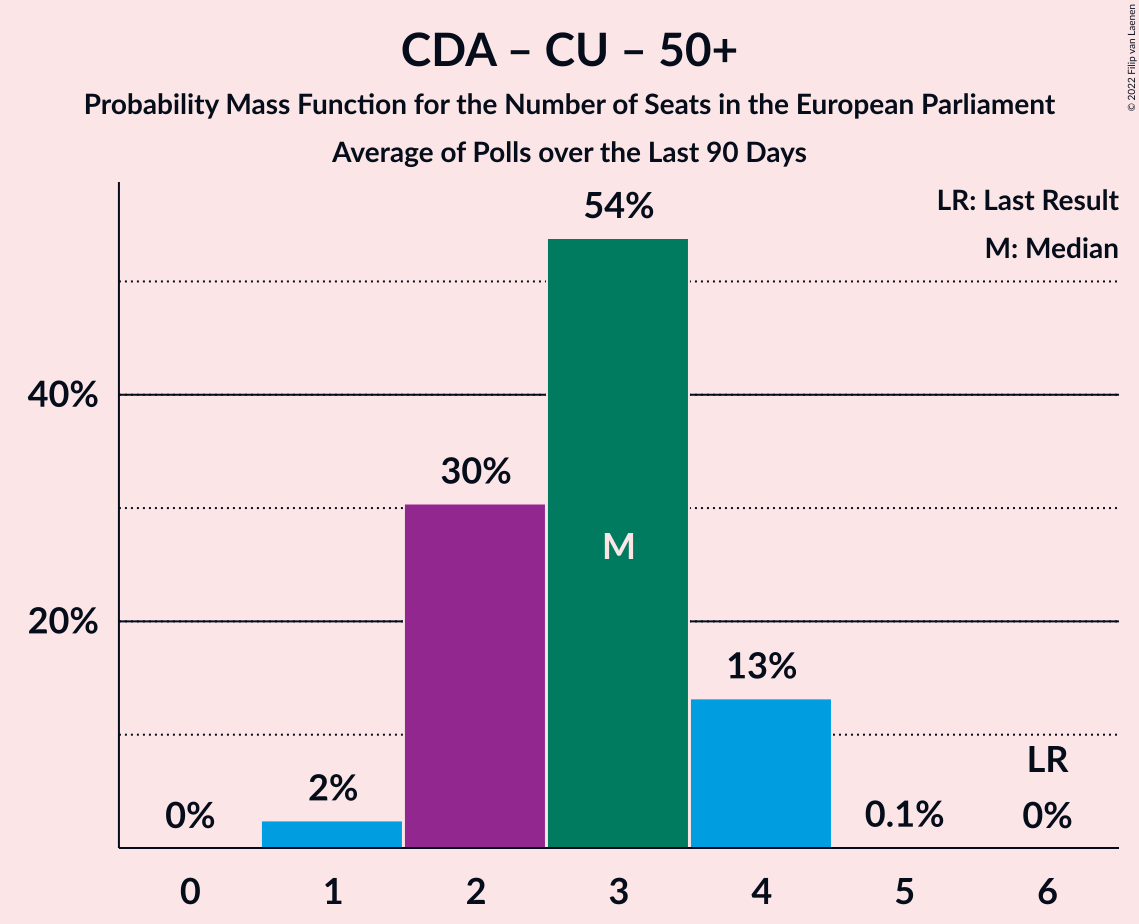 CDA – CU – 50+
Probability Mass Function for the Number of Seats in the European Parliament
Average of Polls over the Last 90 Days
© 2022 Filip van Laenen
LR: Last Result
M: Median
54%
40%
30%
M
20%
13%
LR
0%
2%
0.1%
0%
0 1 2 3 4 5 6